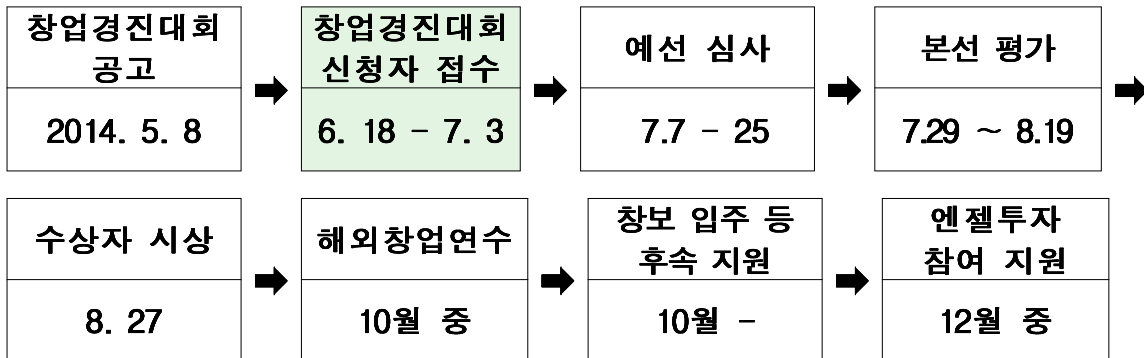 창업경진대회
공고
2014. 5. 8
창업경진대회
신청자 접수
6. 18 - 7. 3
예선 심사
7.7 - 25
본선 평가
7.29 ~ 8.19
수상자 시상
8. 27
해외창업연수
10월 중
창보 입주 등
후속 지원
10월 -
엔젤투자
참여 지원
12월 중